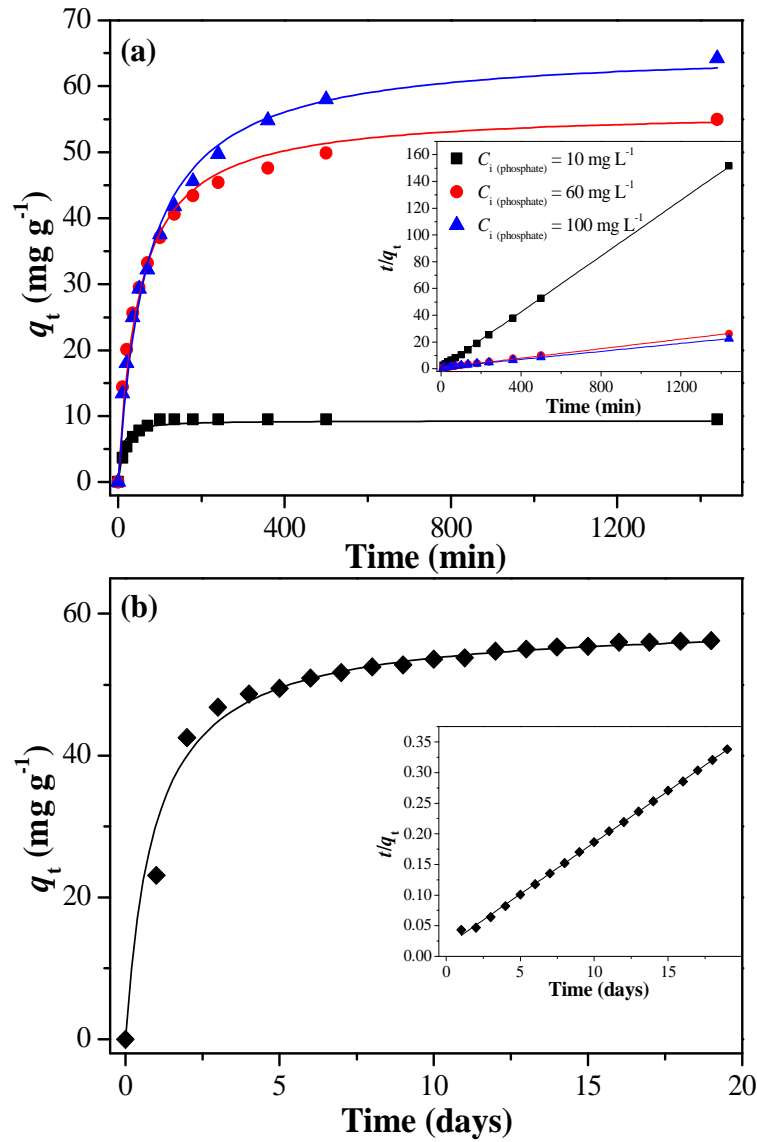 (a)
70
60
50
40
30
20
10
0
q_t (mg g^-1)
0 400 800 1200
Time (min)
C_i (phosphate) = 10 mg L^-1
C_i (phosphate) = 60 mg L^-1
C_i (phosphate) = 100 mg L^-1
160
140
120
100
80
60
40
20
0
t/q_t
0 400 800 1200
Time (min)
(b)
60
40
20
0
q_t (mg g^-1)
0 5 10 15 20
Time (days)
0.35
0.30
0.25
0.20
0.15
0.10
0.05
0.00
t/q_t
0 5 10 15
Time (days)